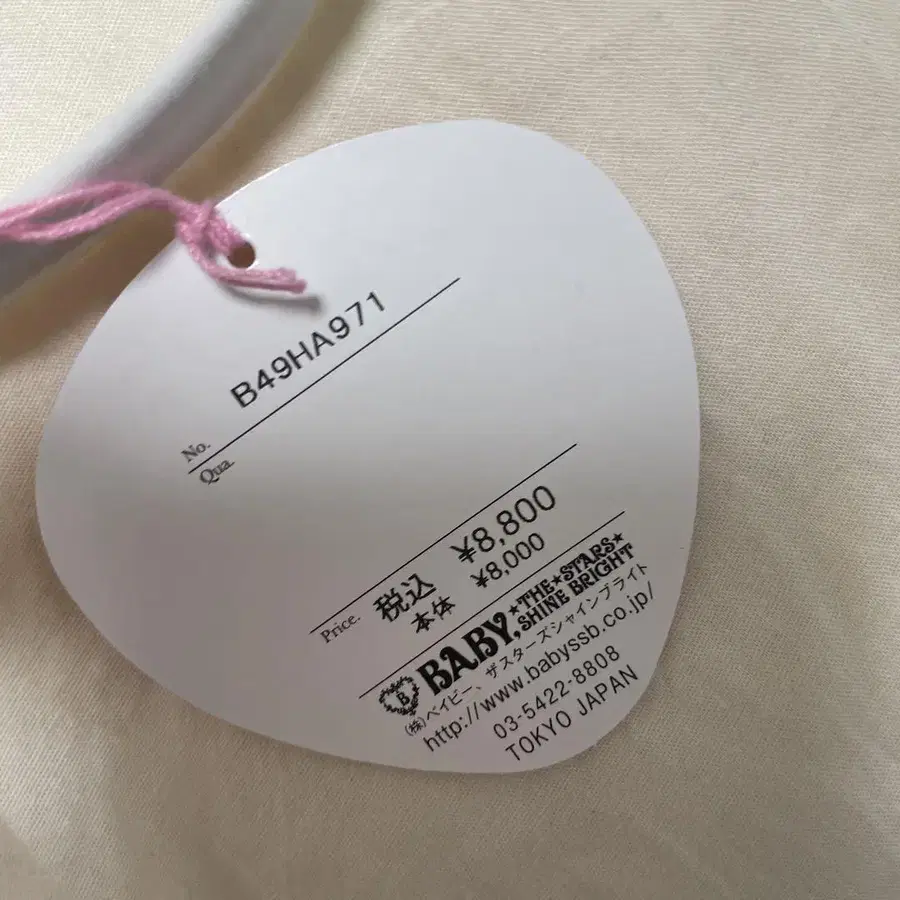 No. B49HA971
Qua.
Price. 税込 ¥8,800
本体 ¥8,000
B BABY, ★THE★STARS★
SHINE BRIGHT
(株)ベイビー、ザスターズシャインブライト
http://www.babyssb.co.jp/
03-5422-8808
TOKYO JAPAN